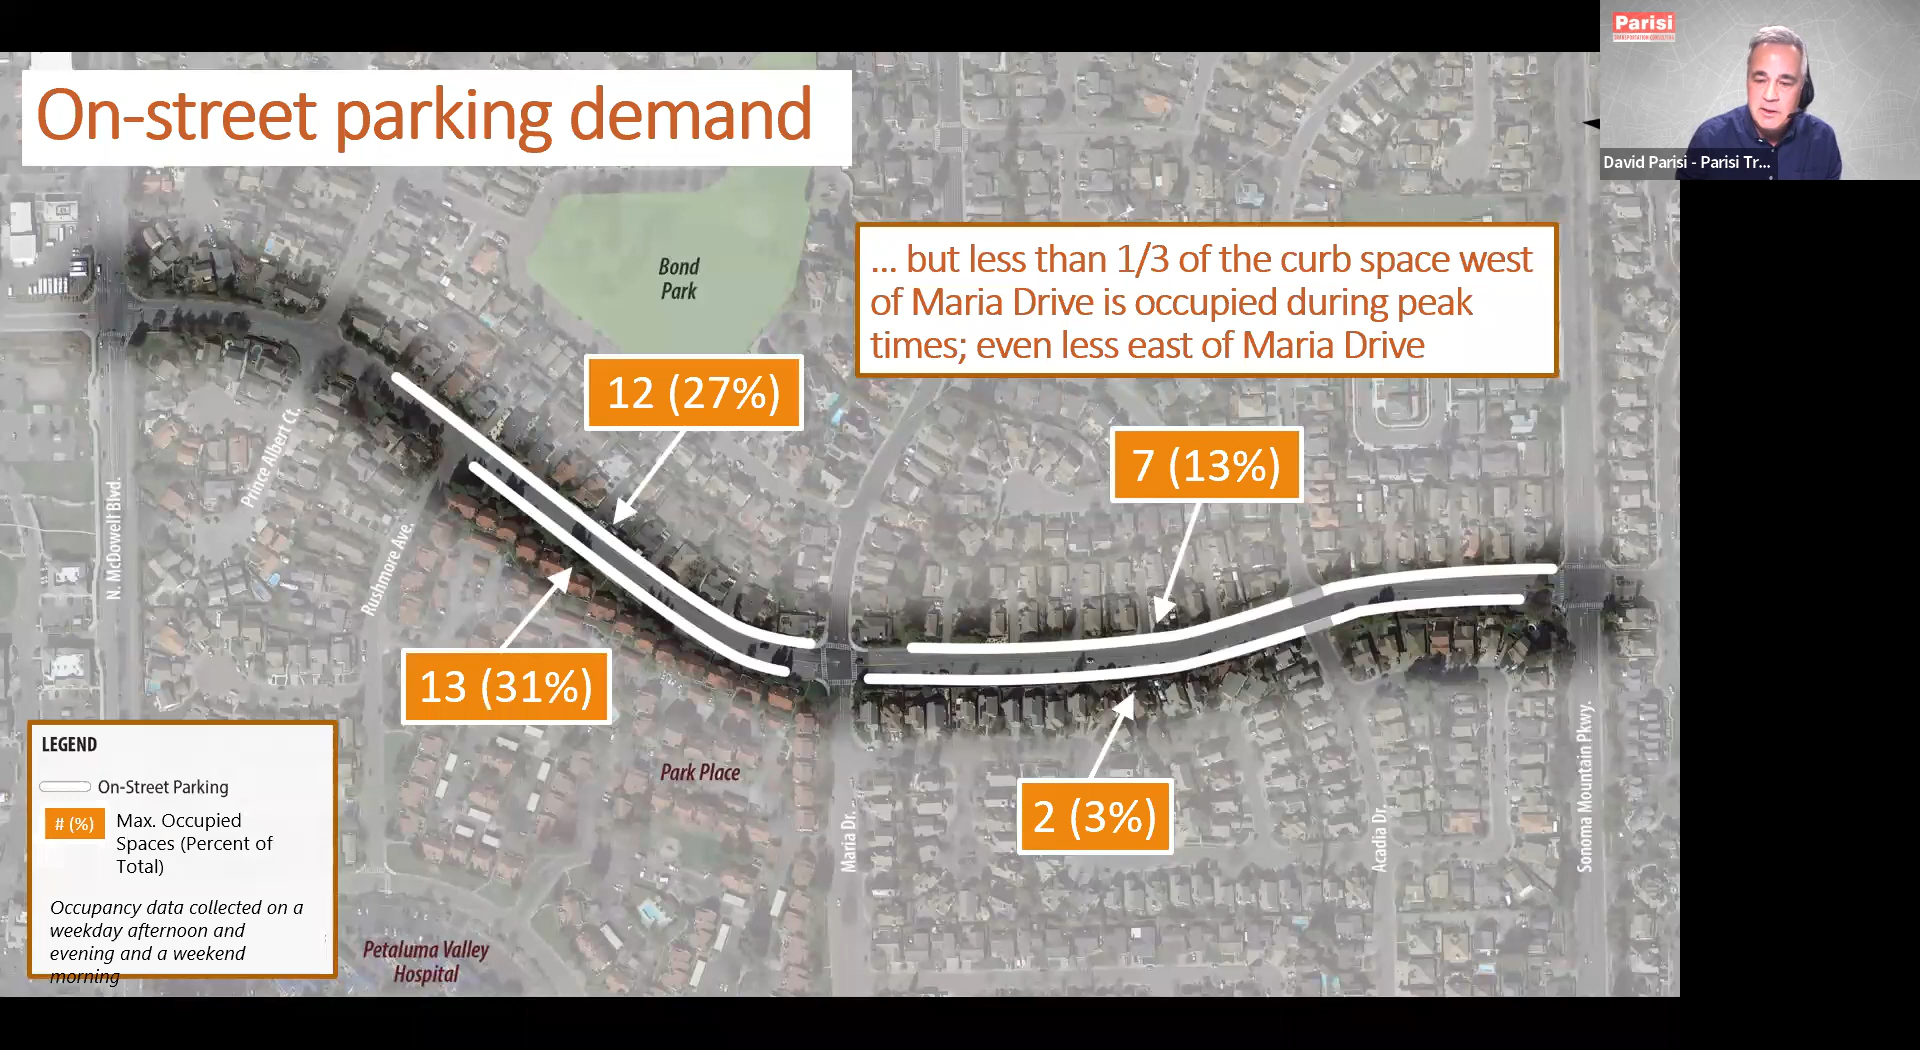 Parisi
David Parisi - Parisi Tr...
On-street parking demand
... but less than 1/3 of the curb space west
of Maria Drive is occupied during peak
times; even less east of Maria Drive
Bond
Park
12 (27%)
7 (13%)
13 (31%)
2 (3%)
N. McDowell Blvd.
Prince Albert Ct.
Rushmore Ave.
Maria Dr.
Acadia Dr.
Sonoma Mountain Pkwy.
Park Place
Petaluma Valley
Hospital
LEGEND
On-Street Parking
# (%)
Max. Occupied
Spaces (Percent of
Total)
Occupancy data collected on a
weekday afternoon and
evening and a weekend
morning